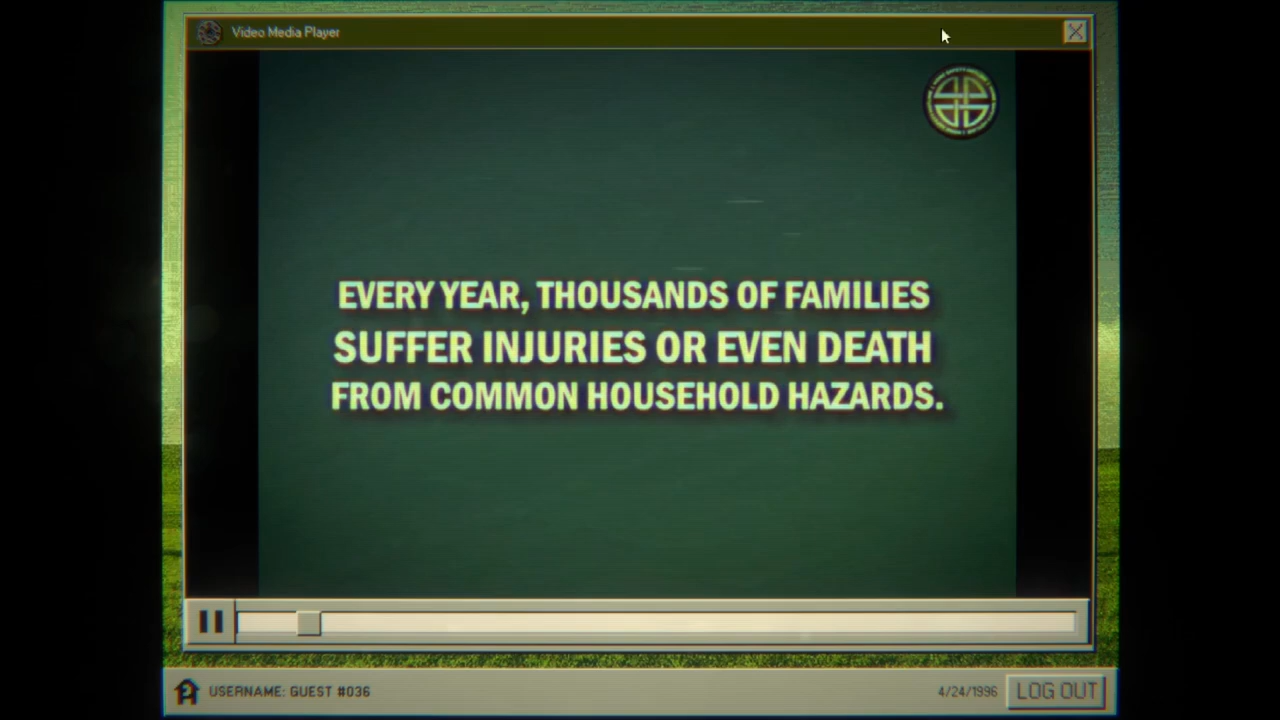 Video Media Player
EVERY YEAR, THOUSANDS OF FAMILIES
SUFFER INJURIES OR EVEN DEATH
FROM COMMON HOUSEHOLD HAZARDS.
USERNAME: GUEST #036
4/24/1996
LOG OUT